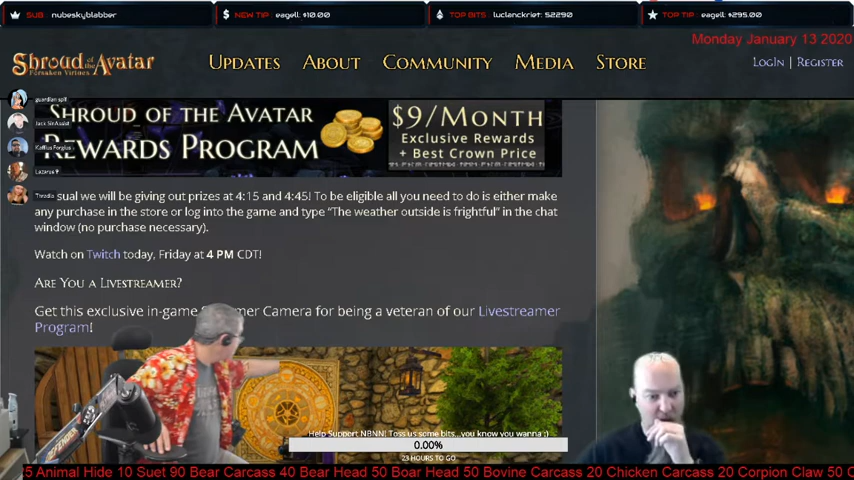 SUB nubeskyblabber
NEW TIP eagell: $10.00
TOP BITS luclanckriet: 52290
TOP TIP eagell: $295.00
Monday January 13 2020
Shroud of the Avatar
Forsaken Virtues
UPDATES ABOUT COMMUNITY MEDIA STORE
LOGIN | REGISTER
guardian spill
SHROUD OF THE AVATAR
REWARDS PROGRAM
$9/MONTH
Exclusive Rewards
+ Best Crown Price
Kaffius Forgius
Thradis sual we will be giving out prizes at 4:15 and 4:45! To be eligible all you need to do is either make
any purchase in the store or log into the game and type "The weather outside is frightful" in the chat
window (no purchase necessary).
Watch on Twitch today, Friday at 4 PM CDT!
ARE YOU A LIVESTREAMER?
Get this exclusive in-game mer Camera for being a veteran of our Livestreamer
Program!
DEFENDER
Help Support NBNN! Toss us some bits...you know you wanna :)
0.00%
23 HOURS TO GO
5 Animal Hide 10 Suet 90 Bear Carcass 40 Bear Head 50 Boar Head 50 Bovine Carcass 20 Chicken Carcass 20 Corpion Claw 50 C